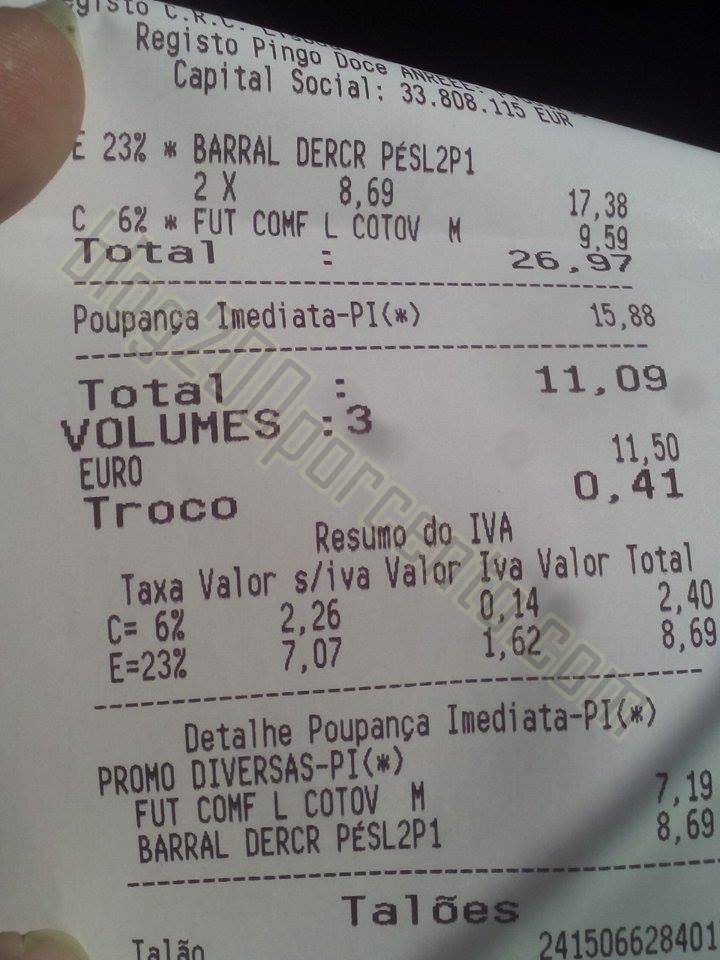 Registo C.R.C.
Registo Pingo Doce ANREEE:
Capital Social: 33.808.115 EUR
E 23% * BARRAL DERCR PÉSL2P1
2 X 8,69 17,38
C 6% * FUT COMF L COTOV M 9,59
Total : 26,97
Poupança Imediata-PI(*) 15,88
Total : 11,09
VOLUMES :3
EURO 11,50
Troco 0,41
Resumo do IVA
Taxa Valor s/iva Valor Iva Valor Total
C= 6% 2,26 0,14 2,40
E=23% 7,07 1,62 8,69
Detalhe Poupança Imediata-PI(*)
PROMO DIVERSAS-PI(*)
FUT COMF L COTOV M 7,19
BARRAL DERCR PÉSL2P1 8,69
Talões
Talão 241506628401
blog200porcento.com